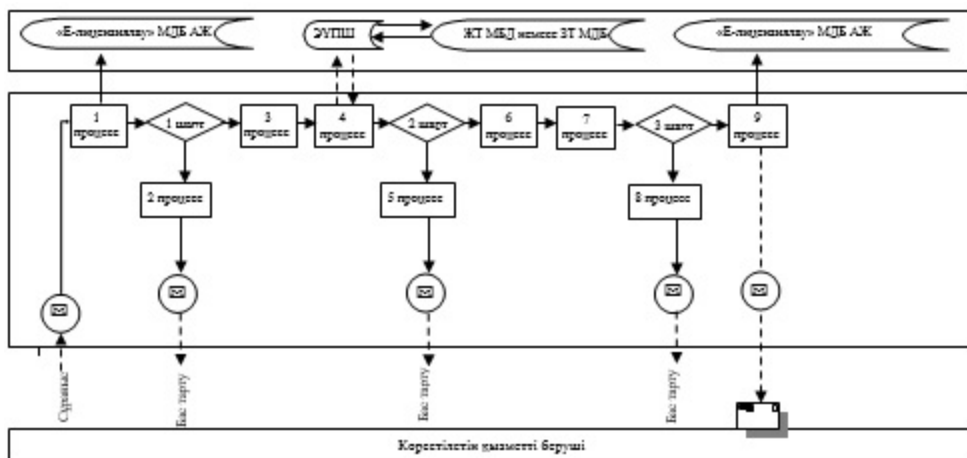 «Е-лицензиялау» МДБ АЖ
ЭҮПШ
ЖТ МБД немесе ЗТ МДБ
«Е-лицензиялау» МДБ АЖ
1 процесс
1 шарт
3 процесс
4 процесс
2 шарт
6 процесс
7 процесс
3 шарт
9 процесс
2 процесс
5 процесс
8 процесс
Сұраныс
Бас тарту
Бас тарту
Бас тарту
Көрсетілетін қызметті беруші